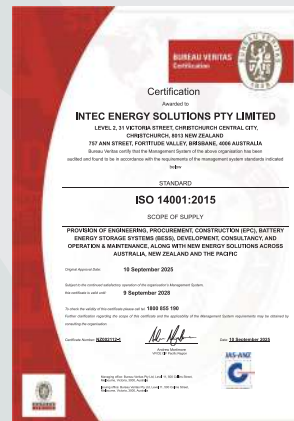 BUREAU VERITAS
Certification
Certification
Awarded to
INTEC ENERGY SOLUTIONS PTY LIMITED
LEVEL 2, 31 VICTORIA STREET, CHRISTCHURCH CENTRAL CITY,
CHRISTCHURCH, 8013 NEW ZEALAND
757 ANN STREET, FORTITUDE VALLEY, BRISBANE, 4006 AUSTRALIA
Bureau Veritas certify that the Management System of the above organisation has been
audited and found to be in accordance with the requirements of the management system standards indicated
below
STANDARD
ISO 14001:2015
SCOPE OF SUPPLY
PROVISION OF ENGINEERING, PROCUREMENT, CONSTRUCTION (EPC), BATTERY
ENERGY STORAGE SYSTEMS (BESS), DEVELOPMENT, CONSULTANCY, AND
OPERATION & MAINTENANCE, ALONG WITH NEW ENERGY SOLUTIONS ACROSS
AUSTRALIA, NEW ZEALAND AND THE PACIFIC
Original Approval Date: 10 September 2025
Subject to the continued satisfactory operation of the organisation's Management System,
this certificate is valid until: 9 September 2028
To check the validity of this certificate please call on: 1800 855 190
Further clarification regarding the scope of this certificate and the applicability of the Management System requirements may be obtained by
consulting the organisation.
Certificate Number: NZ002112-4
Date: 10 September 2025
JAS-ANZ